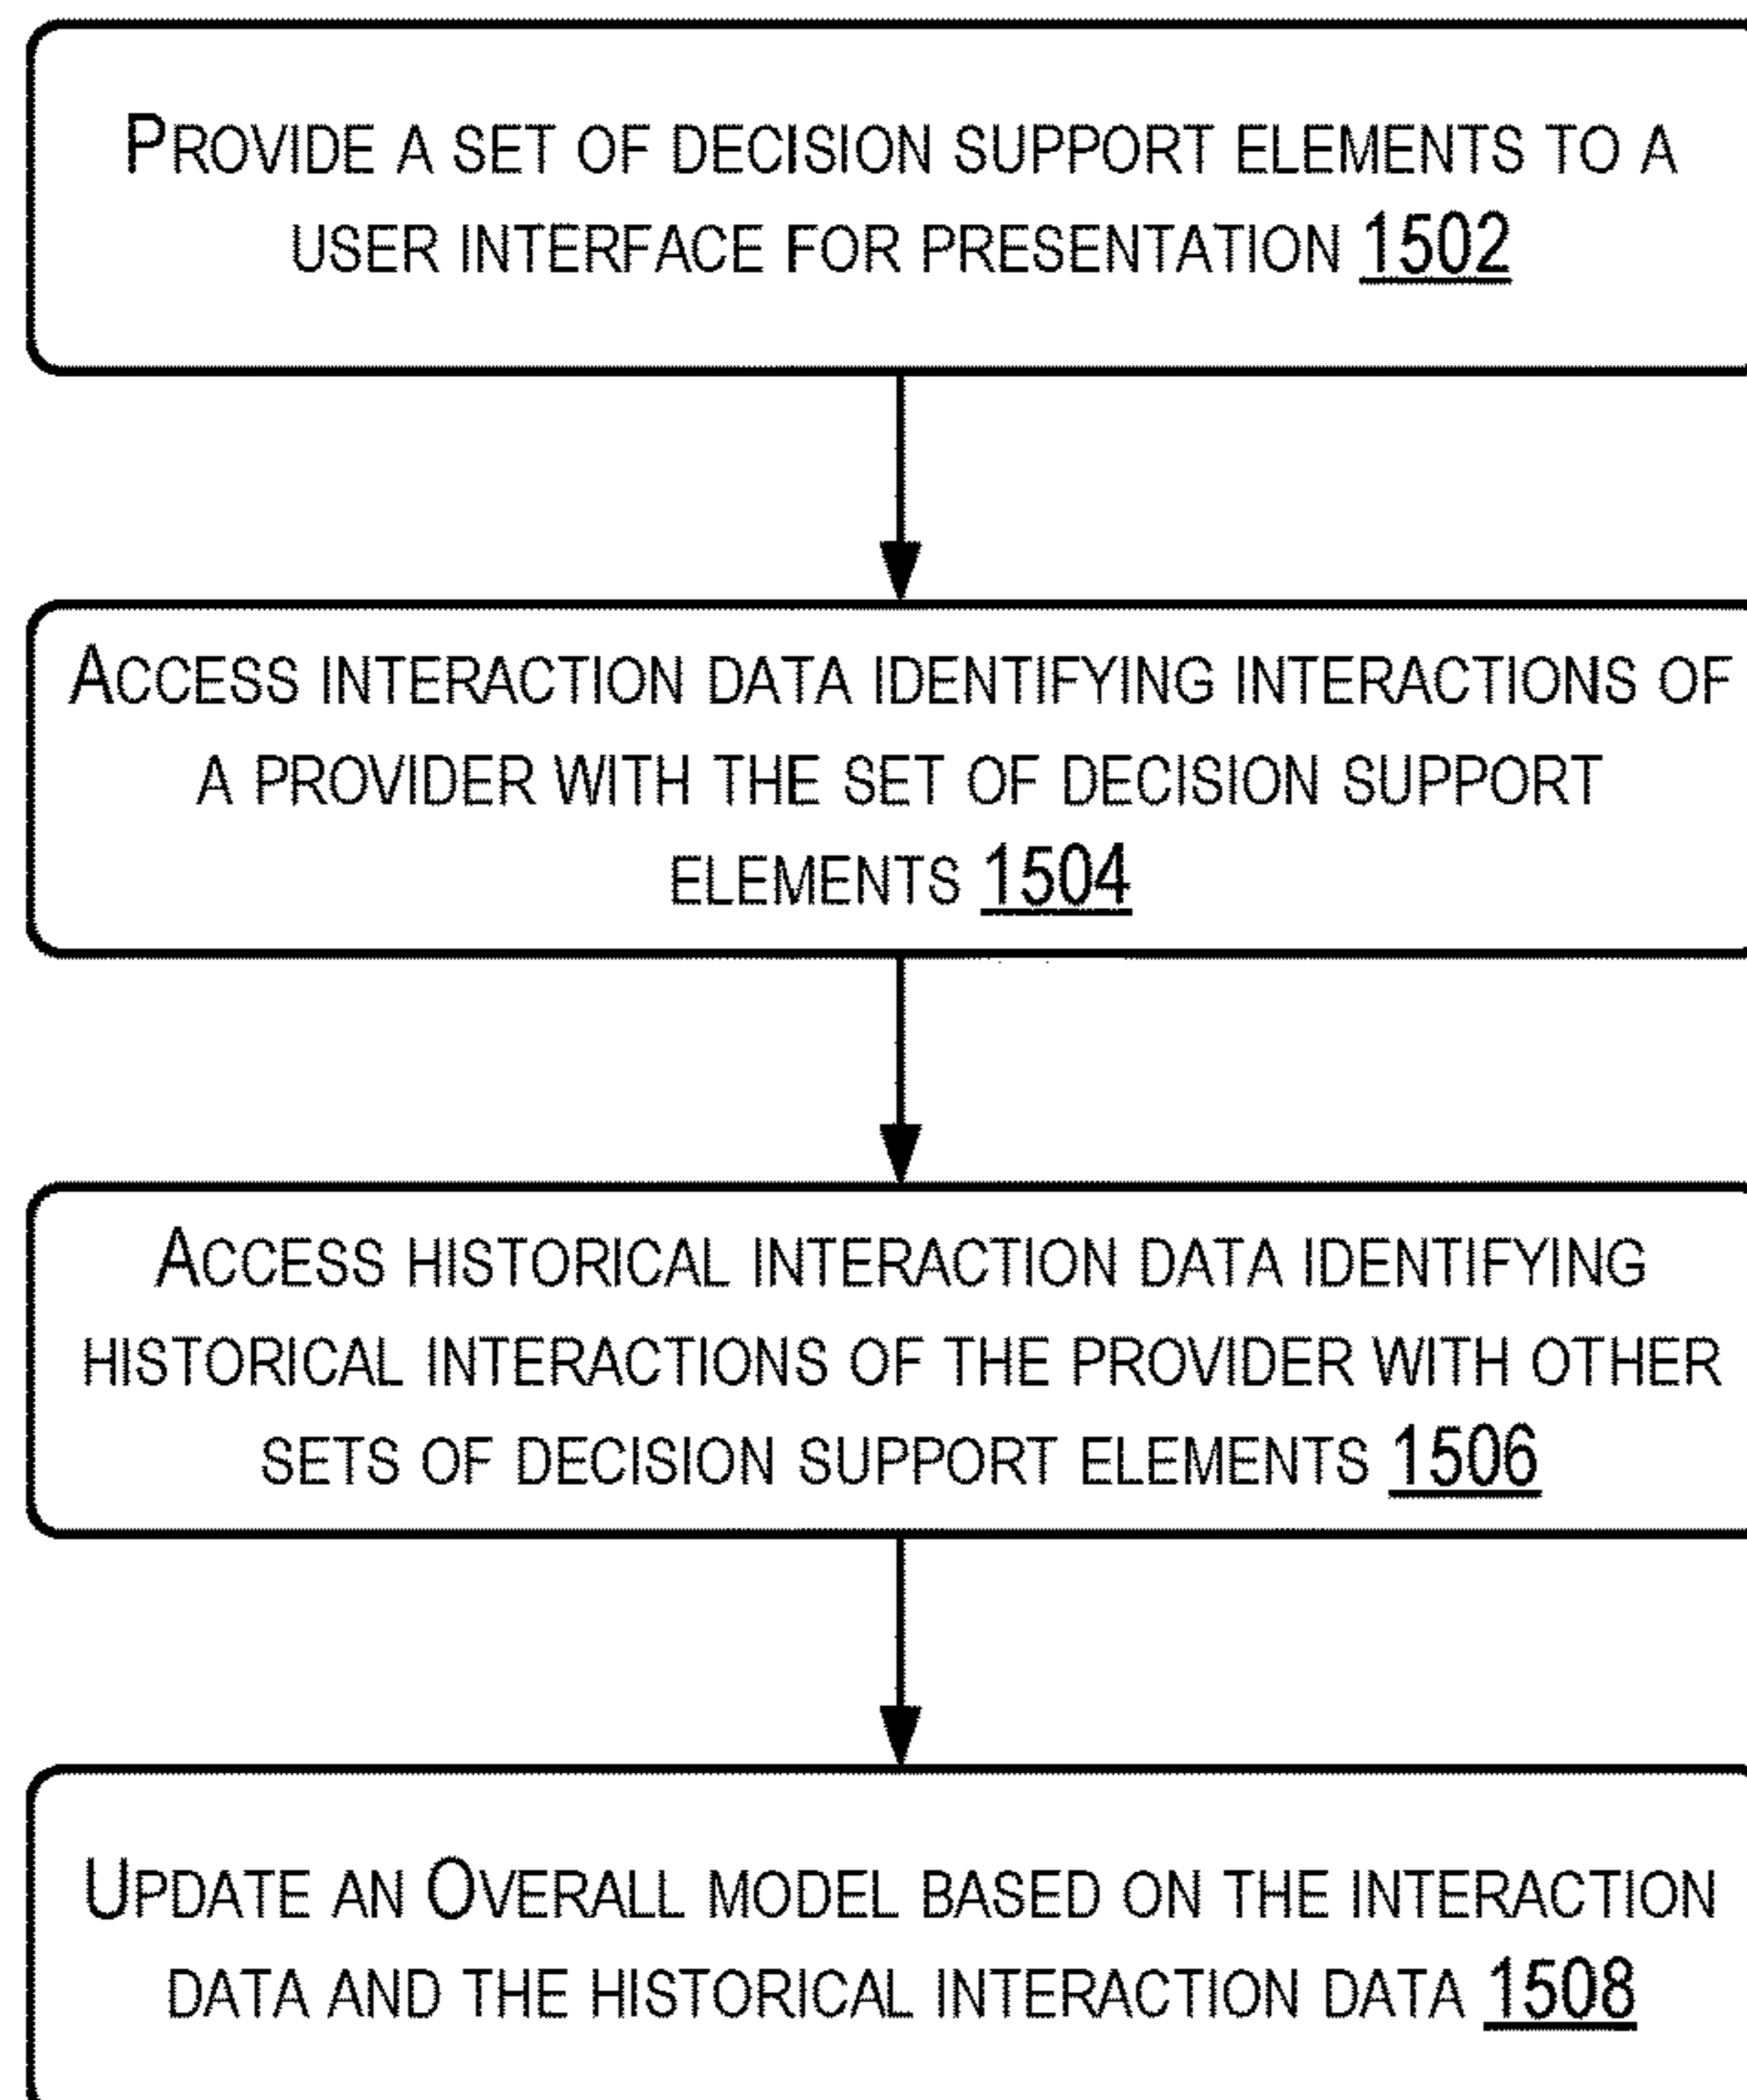 PROVIDE A SET OF DECISION SUPPORT ELEMENTS TO A
USER INTERFACE FOR PRESENTATION 1502
ACCESS INTERACTION DATA IDENTIFYING INTERACTIONS OF
A PROVIDER WITH THE SET OF DECISION SUPPORT
ELEMENTS 1504
ACCESS HISTORICAL INTERACTION DATA IDENTIFYING
HISTORICAL INTERACTIONS OF THE PROVIDER WITH OTHER
SETS OF DECISION SUPPORT ELEMENTS 1506
UPDATE AN OVERALL MODEL BASED ON THE INTERACTION
DATA AND THE HISTORICAL INTERACTION DATA 1508